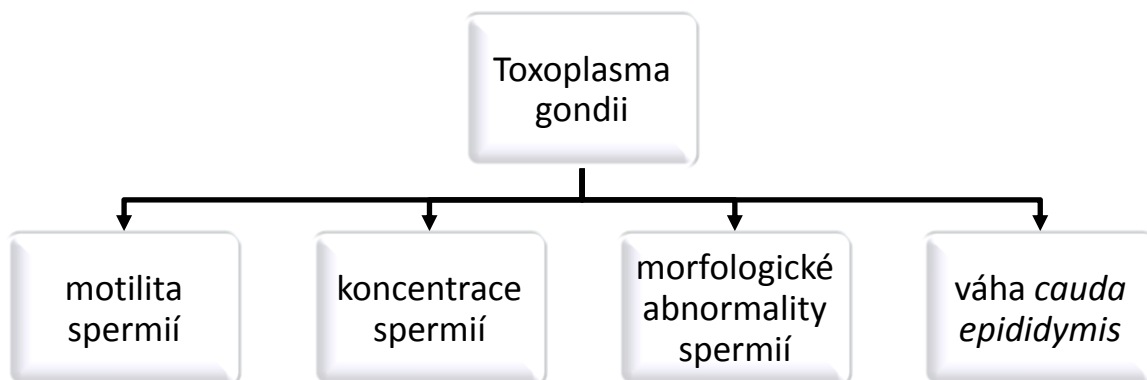 Toxoplasma
gondii
motilita
spermií
koncentrace
spermií
morfologické
abnormality
spermií
váha cauda
epididymis